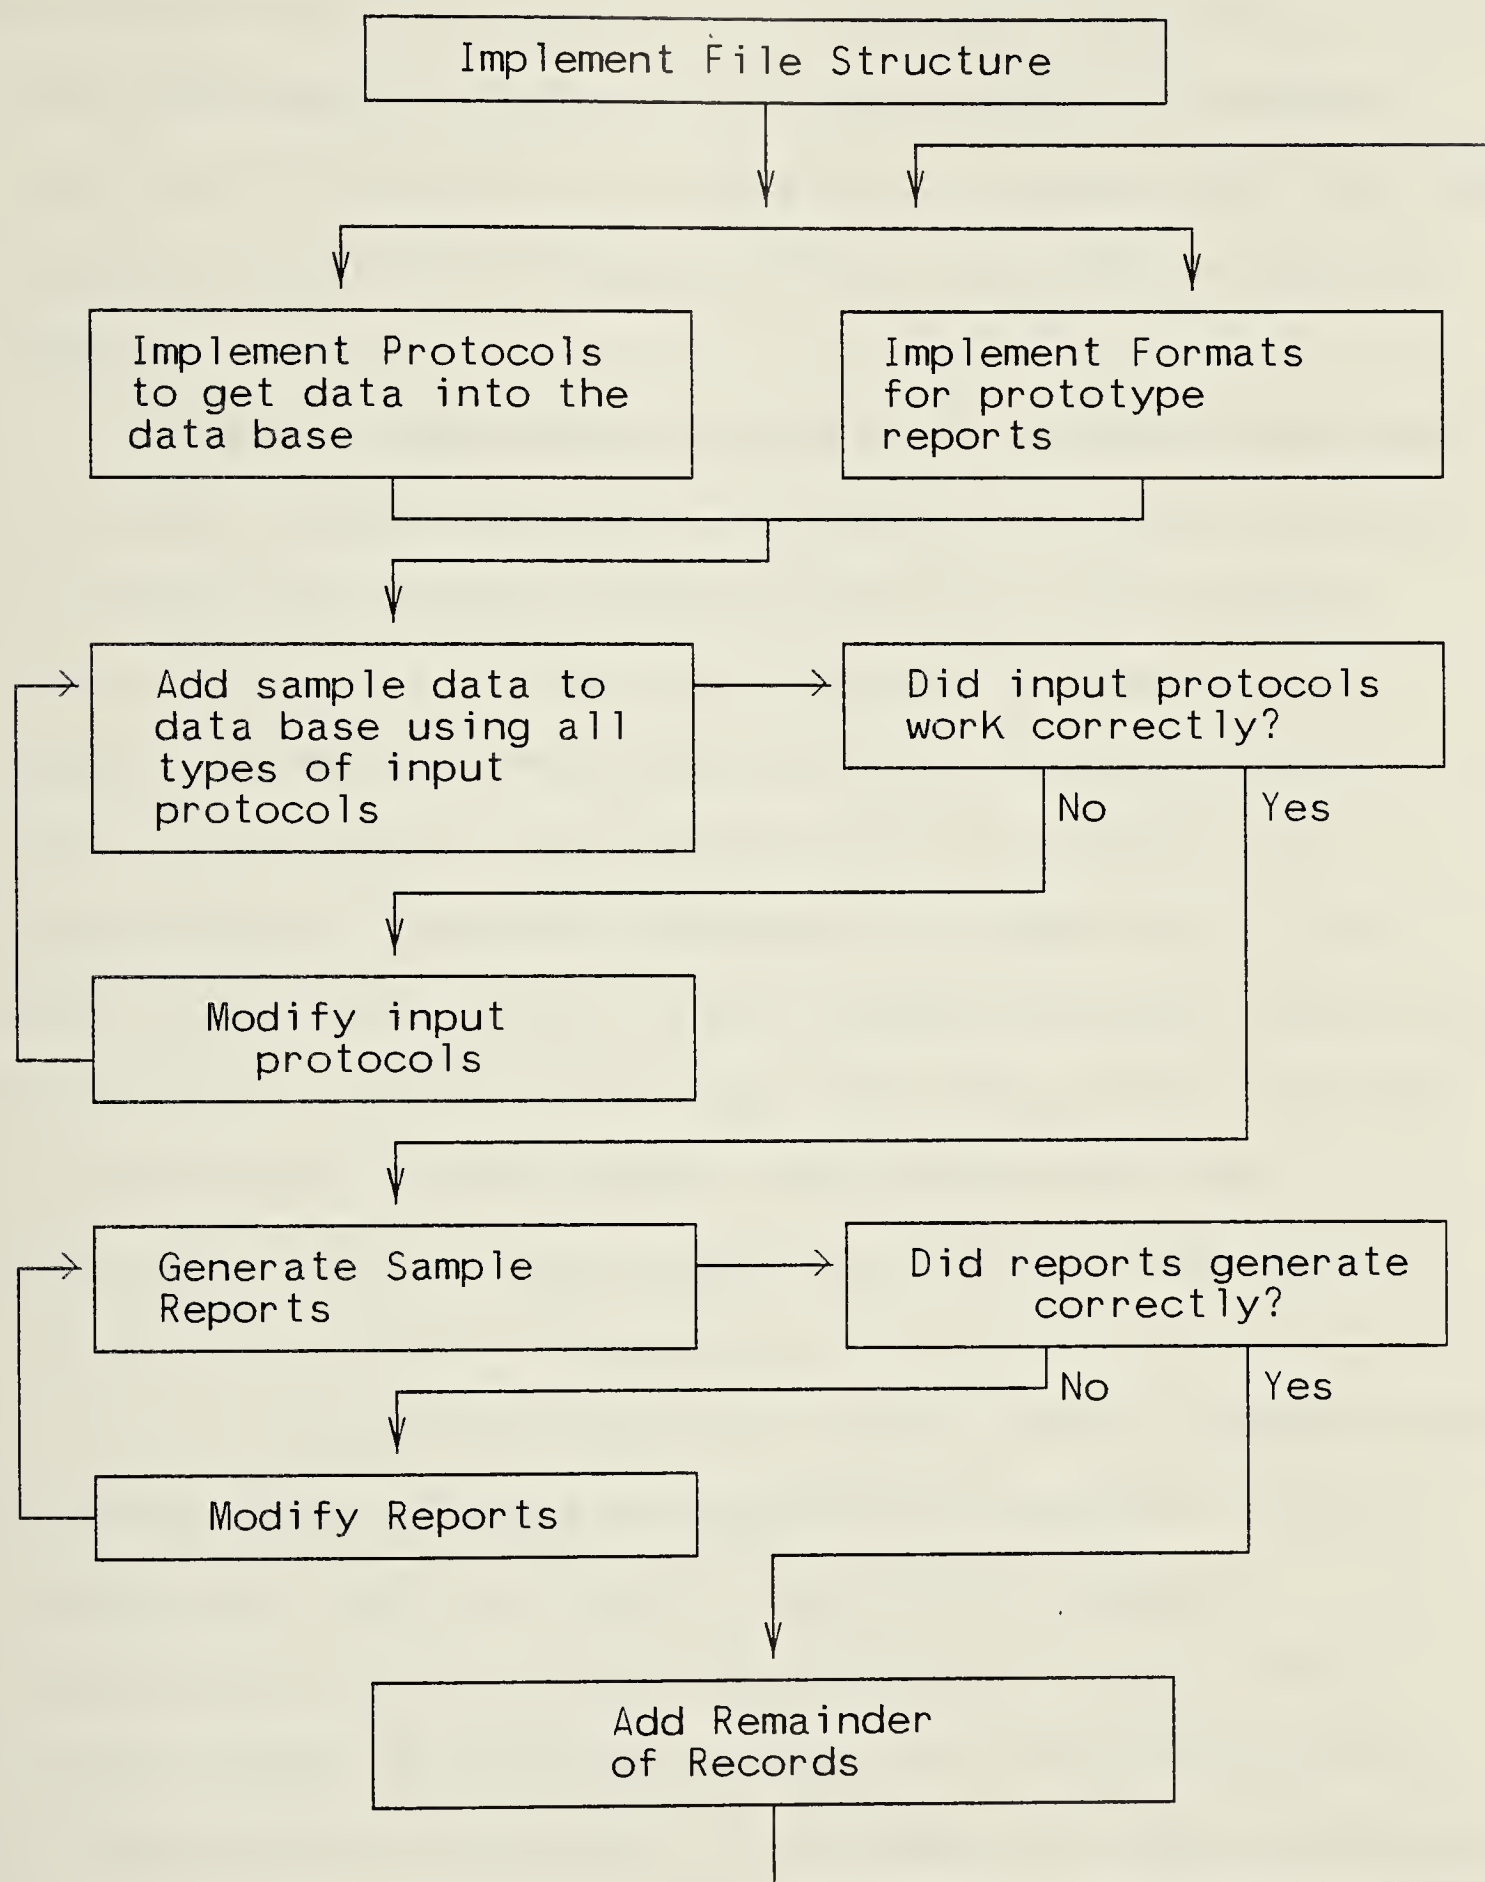 Implement File Structure
Implement Protocols
to get data into the
data base
Implement Formats
for prototype
reports
Add sample data to
data base using all
types of input
protocols
Did input protocols
work correctly?
No
Yes
Modify input
protocols
Generate Sample
Reports
Did reports generate
correctly?
No
Yes
Modify Reports
Add Remainder
of Records